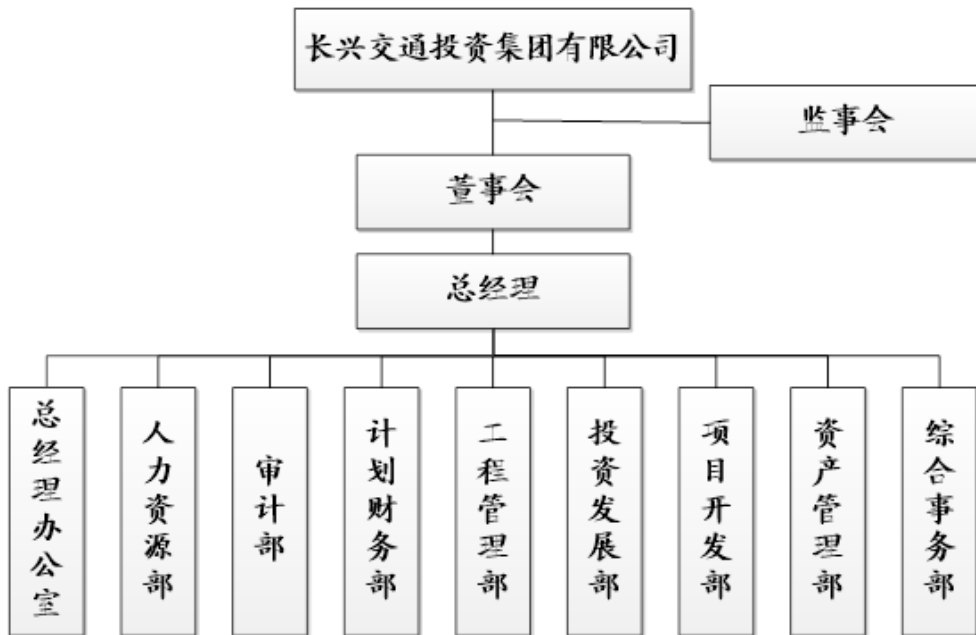 长兴交通投资集团有限公司
监事会
董事会
总经理
总经理办公室
人力资源部
审计部
计划财务部
工程管理部
投资发展部
项目开发部
资产管理部
综合事务部